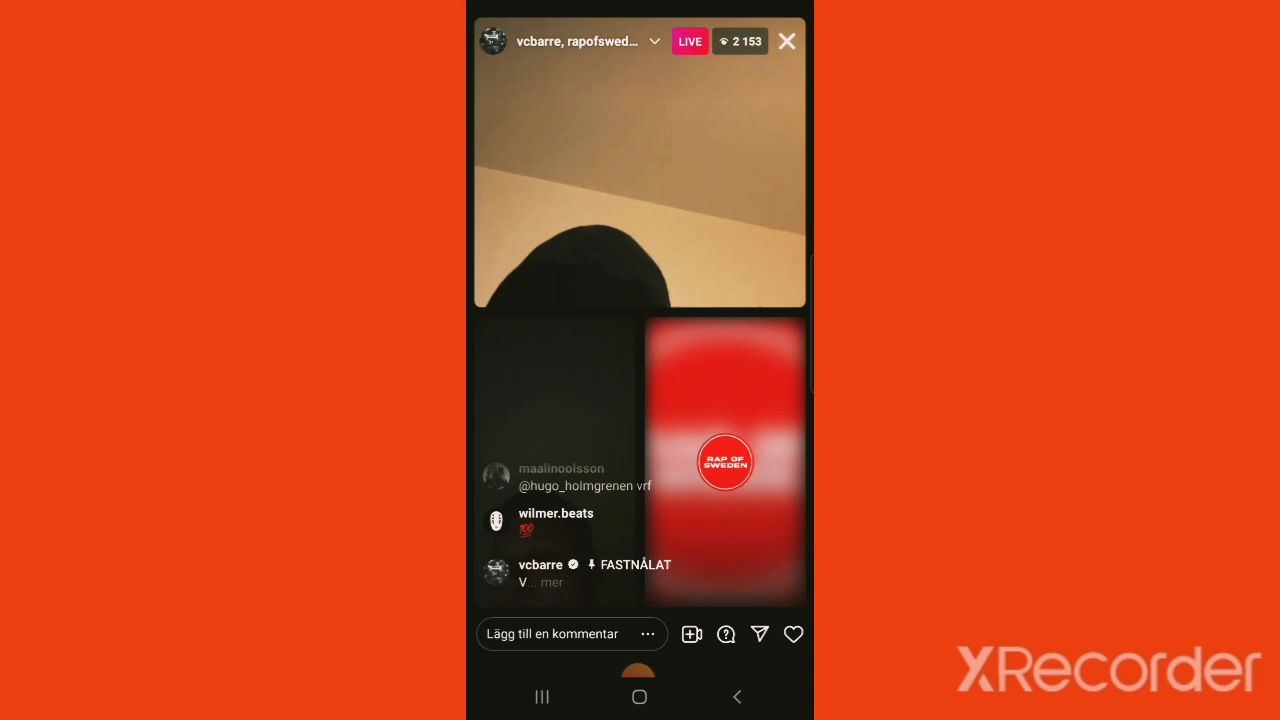 vcbarre, rapofswed...
LIVE
2 153
RAP OF
SWEDEN
maalinoolsson
@hugo_holmgrenen vrf
wilmer.beats
💯
vcbarre FASTNÅLAT
V... mer
Lägg till en kommentar
XRecorder